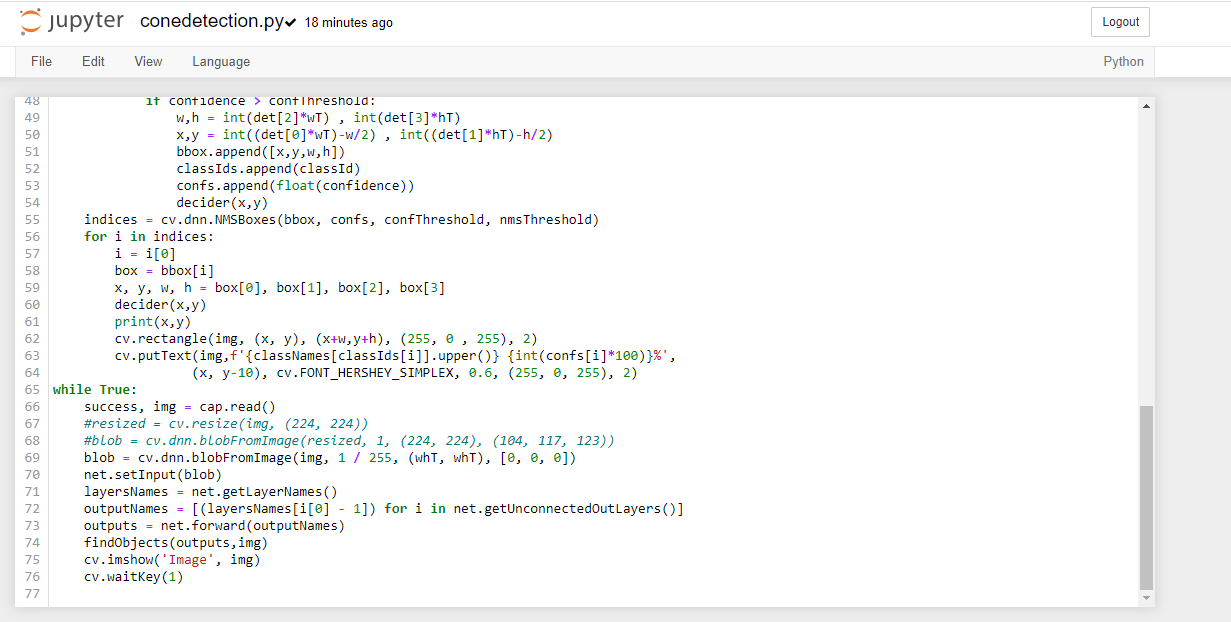 jupyter conedetection.py✔ 18 minutes ago Logout
File Edit View Language Python
48             if confidence > confThreshold:
49                 w,h = int(det[2]*wT) , int(det[3]*hT)
50                 x,y = int((det[0]*wT)-w/2) , int((det[1]*hT)-h/2)
51                 bbox.append([x,y,w,h])
52                 classIds.append(classId)
53                 confs.append(float(confidence))
54                 decider(x,y)
55     indices = cv.dnn.NMSBoxes(bbox, confs, confThreshold, nmsThreshold)
56     for i in indices:
57         i = i[0]
58         box = bbox[i]
59         x, y, w, h = box[0], box[1], box[2], box[3]
60         decider(x,y)
61         print(x,y)
62         cv.rectangle(img, (x, y), (x+w,y+h), (255, 0 , 255), 2)
63         cv.putText(img,f'{classNames[classIds[i]].upper()} {int(confs[i]*100)}%',
64                   (x, y-10), cv.FONT_HERSHEY_SIMPLEX, 0.6, (255, 0, 255), 2)
65 while True:
66     success, img = cap.read()
67     #resized = cv.resize(img, (224, 224))
68     #blob = cv.dnn.blobFromImage(resized, 1, (224, 224), (104, 117, 123))
69     blob = cv.dnn.blobFromImage(img, 1 / 255, (whT, whT), [0, 0, 0])
70     net.setInput(blob)
71     layersNames = net.getLayerNames()
72     outputNames = [(layersNames[i[0] - 1]) for i in net.getUnconnectedOutLayers()]
73     outputs = net.forward(outputNames)
74     findObjects(outputs,img)
75     cv.imshow('Image', img)
76     cv.waitKey(1)
77